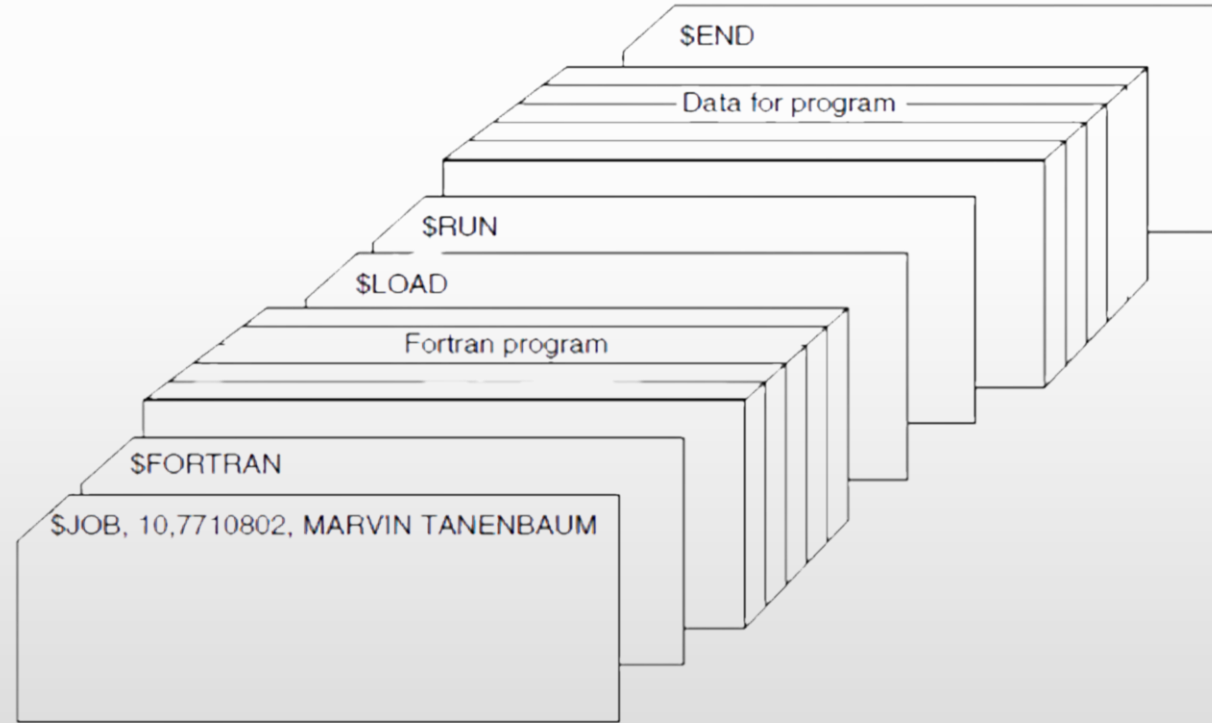 $END
Data for program
$RUN
$LOAD
Fortran program
$FORTRAN
$JOB, 10,7710802, MARVIN TANENBAUM